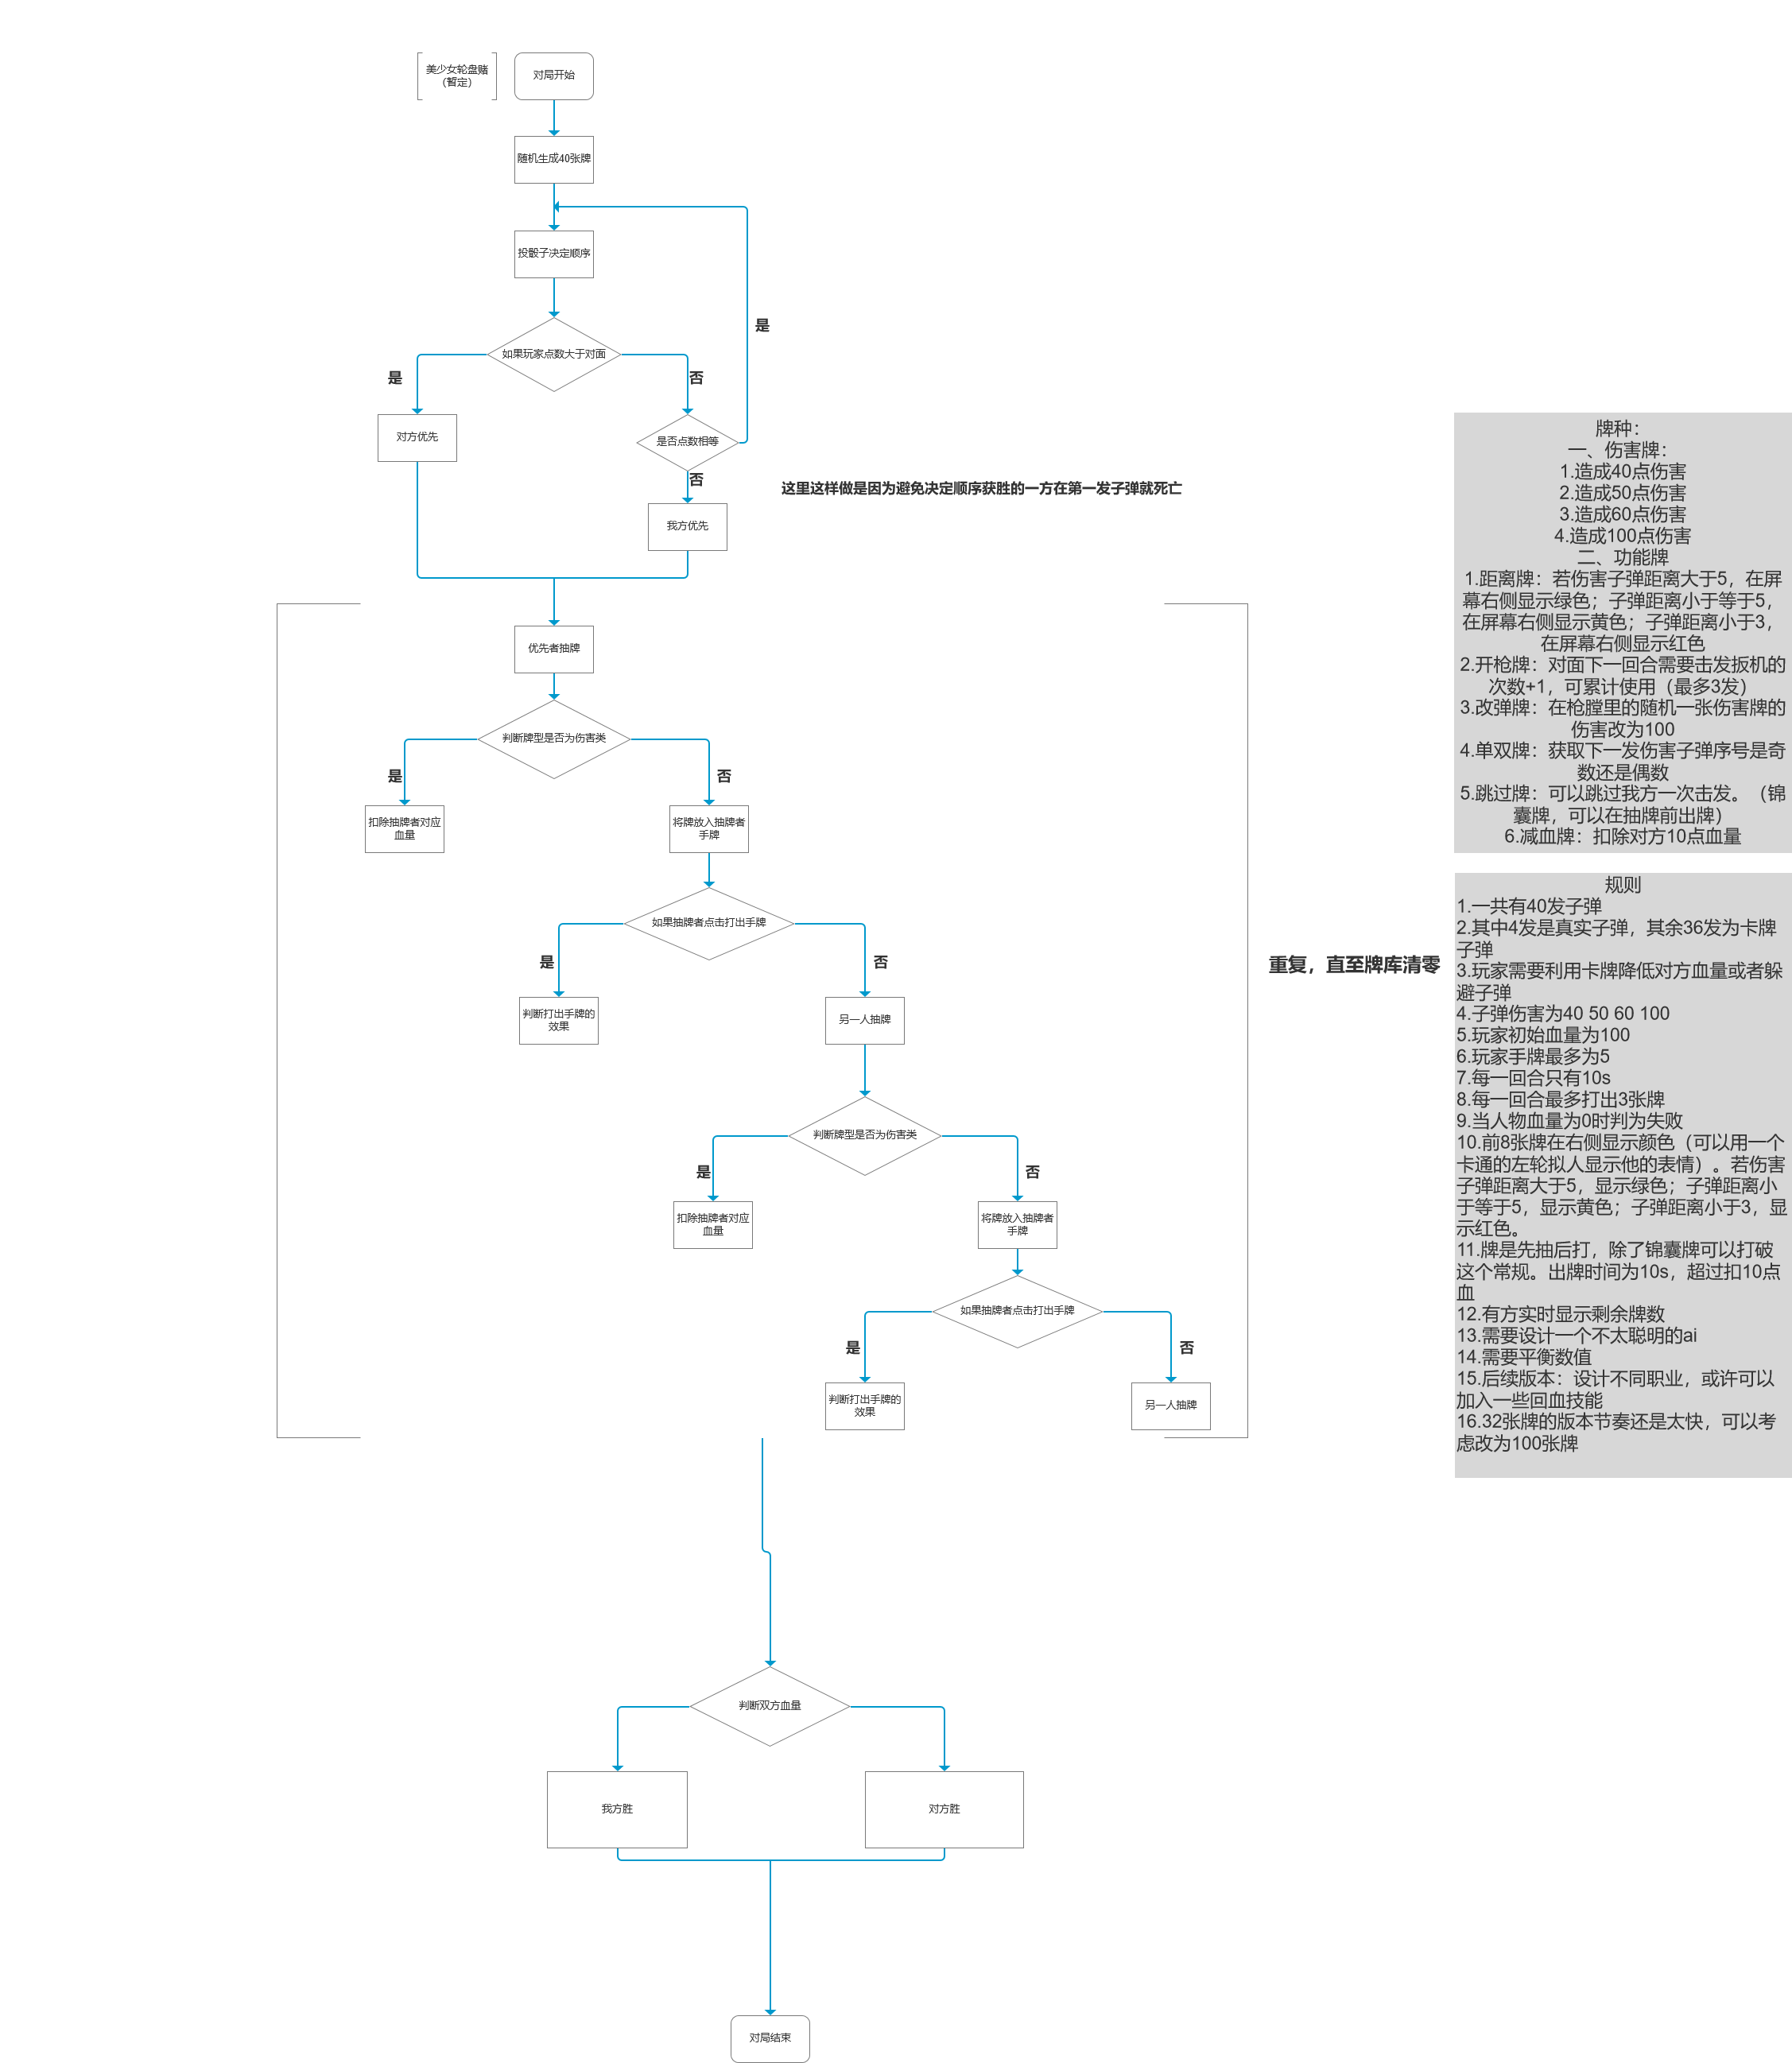 美少女轮盘赌
（暂定）
对局开始
随机生成40张牌
投骰子决定顺序
是
如果玩家点数大于对面
是
否
对方优先
是否点数相等
否
这里这样做是因为避免决定顺序获胜的一方在第一发子弹就死亡
我方优先
优先者抽牌
判断牌型是否为伤害类
是
否
扣除抽牌者对应
血量
将牌放入抽牌者
手牌
如果抽牌者点击打出手牌
是
否
重复，直至牌库清零
判断打出手牌的
效果
另一人抽牌
判断牌型是否为伤害类
是
否
扣除抽牌者对应
血量
将牌放入抽牌者
手牌
如果抽牌者点击打出手牌
是
否
判断打出手牌的
效果
另一人抽牌
判断双方血量
我方胜
对方胜
对局结束
牌种：
一、伤害牌：
1.造成40点伤害
2.造成50点伤害
3.造成60点伤害
4.造成100点伤害
二、功能牌
1.距离牌：若伤害子弹距离大于5，在屏
幕右侧显示绿色；子弹距离小于等于5，
在屏幕右侧显示黄色；子弹距离小于3，
在屏幕右侧显示红色
2.开枪牌：对面下一回合需要击发扳机的
次数+1，可累计使用（最多3发）
3.改弹牌：在枪膛里的随机一张伤害牌的
伤害改为100
4.单双牌：获取下一发伤害子弹序号是奇
数还是偶数
5.跳过牌：可以跳过我方一次击发。（锦
囊牌，可以在抽牌前出牌）
6.减血牌：扣除对方10点血量
规则
1.一共有40发子弹
2.其中4发是真实子弹，其余36发为卡牌
子弹
3.玩家需要利用卡牌降低对方血量或者躲
避子弹
4.子弹伤害为40 50 60 100
5.玩家初始血量为100
6.玩家手牌最多为5
7.每一回合只有10s
8.每一回合最多打出3张牌
9.当人物血量为0时判为失败
10.前8张牌在右侧显示颜色（可以用一个
卡通的左轮拟人显示他的表情）。若伤害
子弹距离大于5，显示绿色；子弹距离小
于等于5，显示黄色；子弹距离小于3，显
示红色。
11.牌是先抽后打，除了锦囊牌可以打破
这个常规。出牌时间为10s，超过扣10点
血
12.有方实时显示剩余牌数
13.需要设计一个不太聪明的ai
14.需要平衡数值
15.后续版本：设计不同职业，或许可以
加入一些回血技能
16.32张牌的版本节奏还是太快，可以考
虑改为100张牌